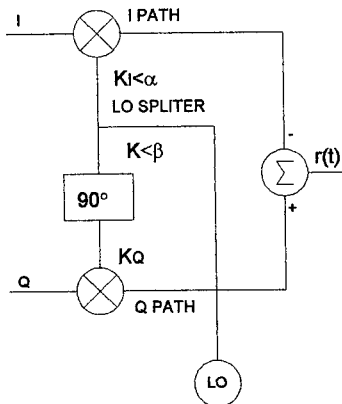 I
I PATH
KI<α
LO SPLITER
K<β
-
r(t)
Σ
+
90°
KQ
Q
Q PATH
LO